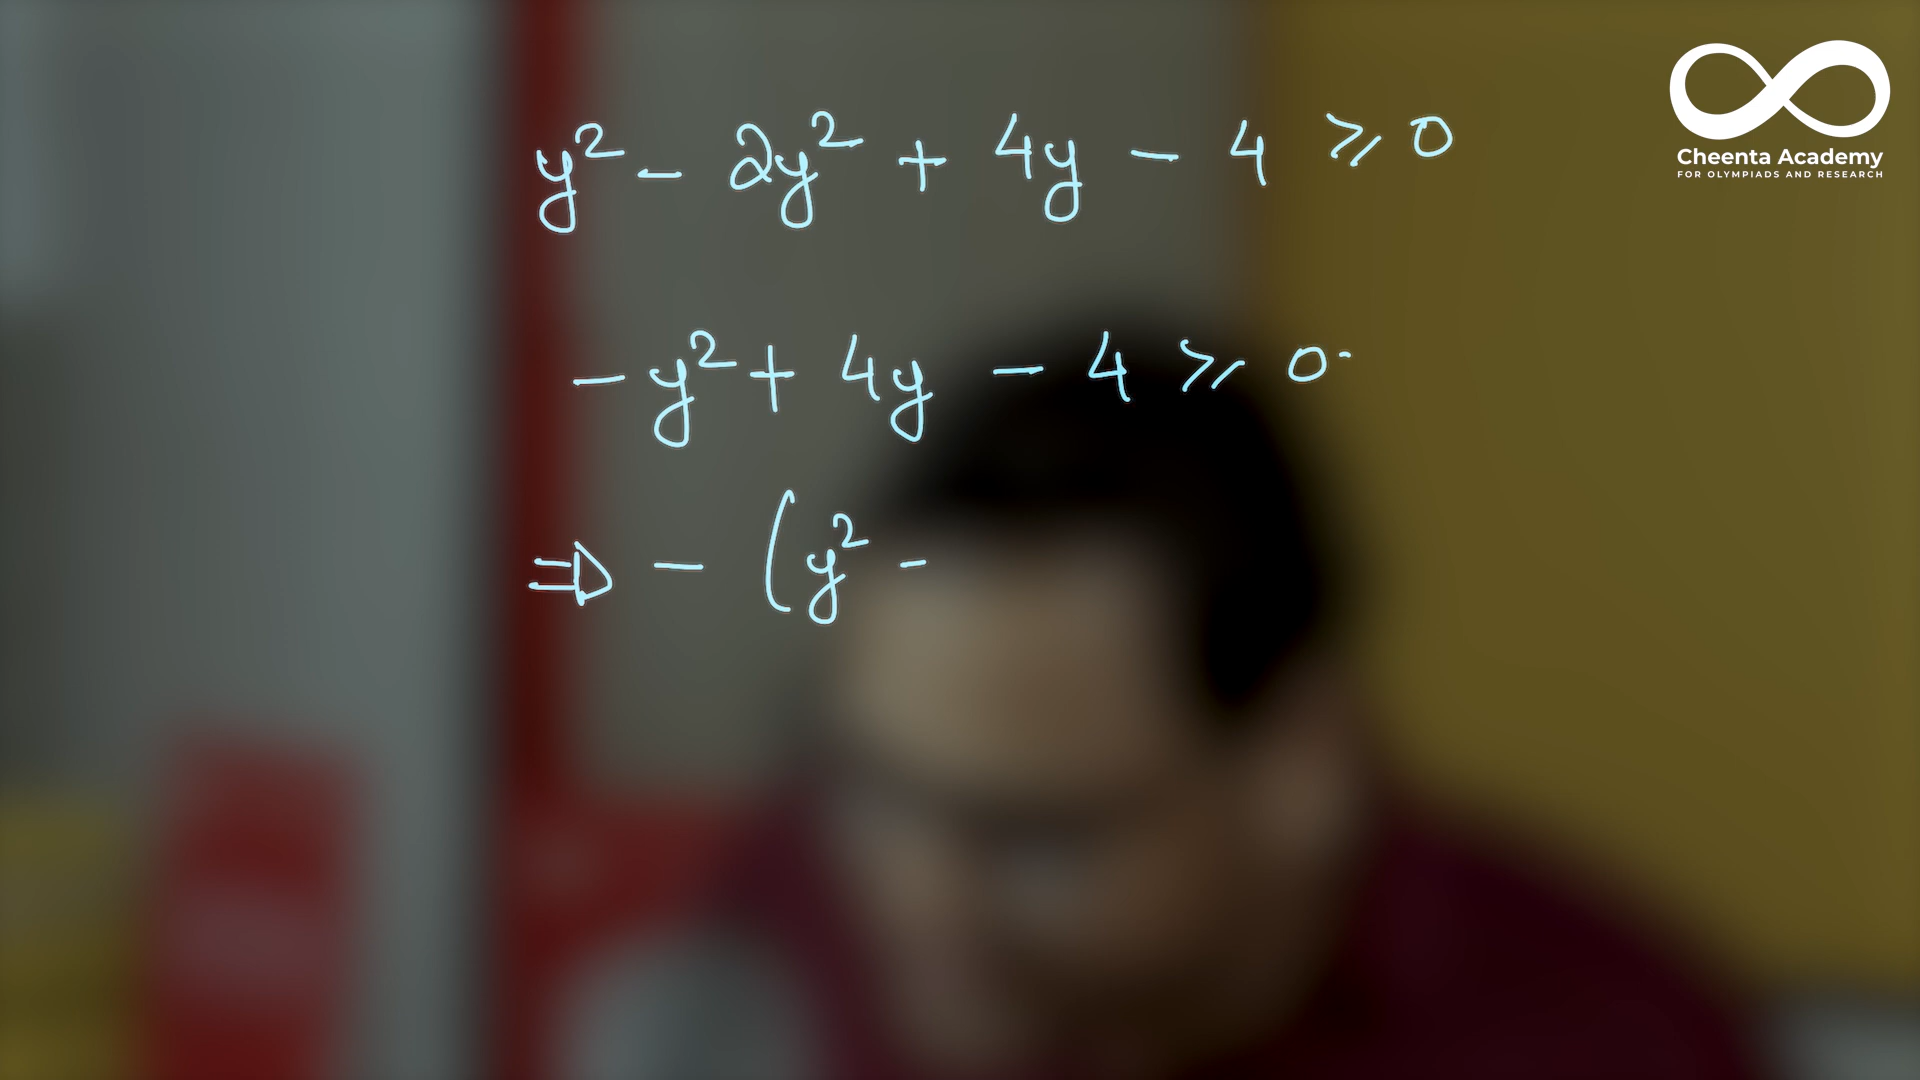 y² - 2y² + 4y - 4 ⩾ 0
- y² + 4y - 4 ⩾ 0
⇒ - (y² -
Cheenta Academy
FOR OLYMPIADS AND RESEARCH